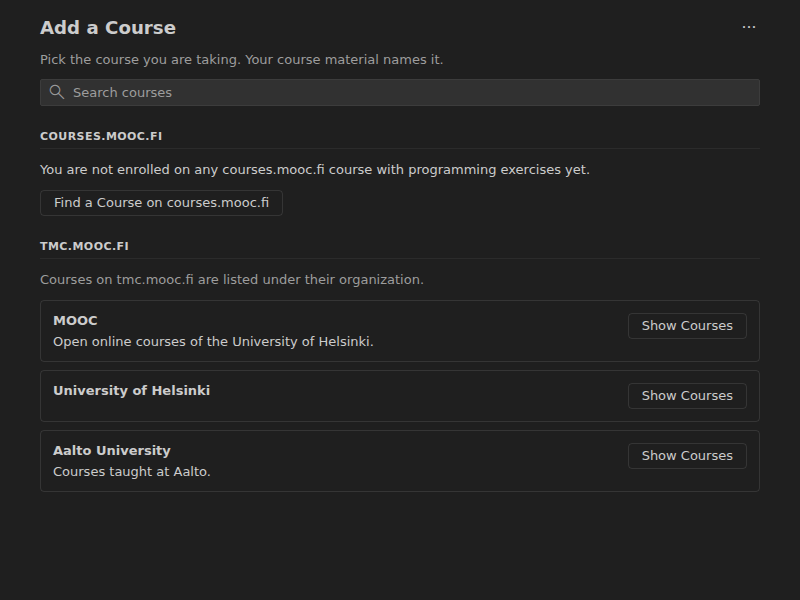 Add a Course
Pick the course you are taking. Your course material names it.
Search courses
COURSES.MOOC.FI
You are not enrolled on any courses.mooc.fi course with programming exercises yet.
Find a Course on courses.mooc.fi
TMC.MOOC.FI
Courses on tmc.mooc.fi are listed under their organization.
MOOC
Show Courses
Open online courses of the University of Helsinki.
University of Helsinki
Show Courses
Aalto University
Show Courses
Courses taught at Aalto.